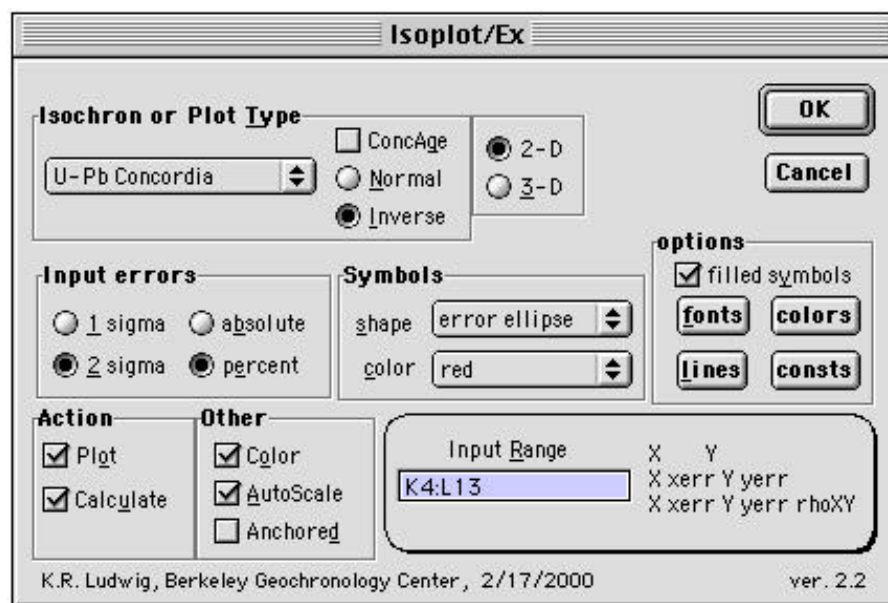 Isoplot/Ex
Isochron or Plot Type
U-Pb Concordia
ConcAge
Normal
Inverse
2-D
3-D
OK
Cancel
Input errors
1 sigma
absolute
2 sigma
percent
Symbols
shape
error ellipse
color
red
options
filled symbols
fonts
colors
lines
consts
Action
Plot
Calculate
Other
Color
AutoScale
Anchored
Input Range
K4:L13
X Y
X xerr Y yerr
X xerr Y yerr rhoXY
K.R. Ludwig, Berkeley Geochronology Center, 2/17/2000
ver. 2.2